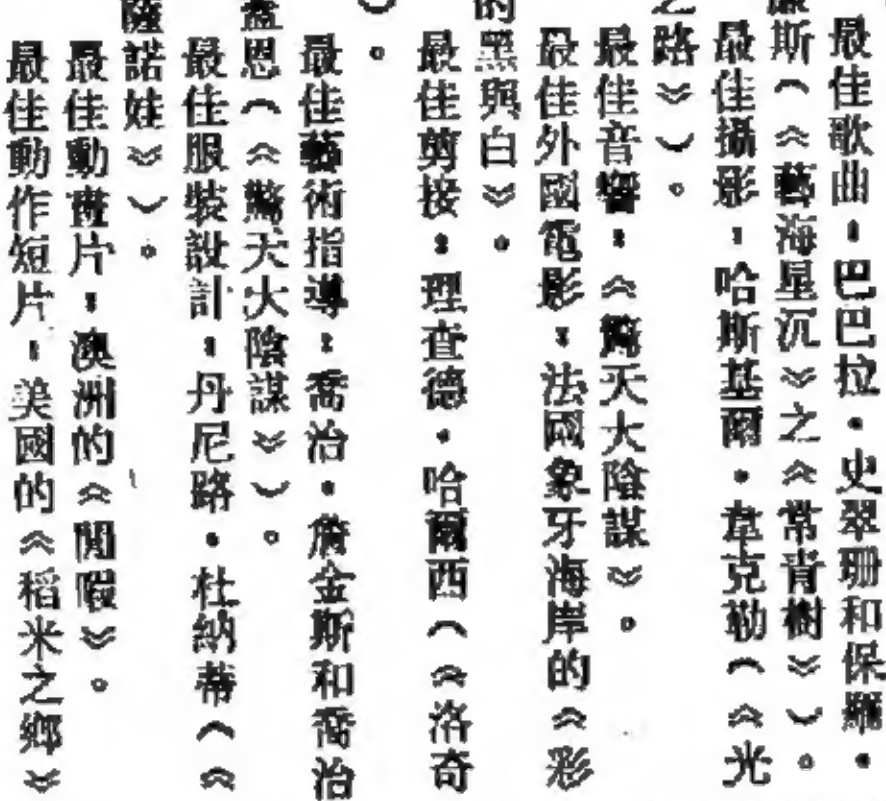 最佳歌曲：巴巴拉·史翠珊和保羅·
廉斯（《藝海星沉》之《常青樹》）。
最佳攝影：哈斯基爾·韋克勒（《光
之路》）。
最佳音響：《驚天大陰謀》。
最佳外國電影：法國象牙海岸的《彩
的黑與白》。
最佳剪接：理查德·哈爾西（《洛奇
》）。
最佳藝術指導：喬治·詹金斯和喬治
蓋恩（《驚天大陰謀》）。
最佳服裝設計：丹尼路·杜納蒂（《
薩諾娃》）。
最佳動畫片：澳洲的《閒暇》。
最佳動作短片：美國的《稻米之鄉》